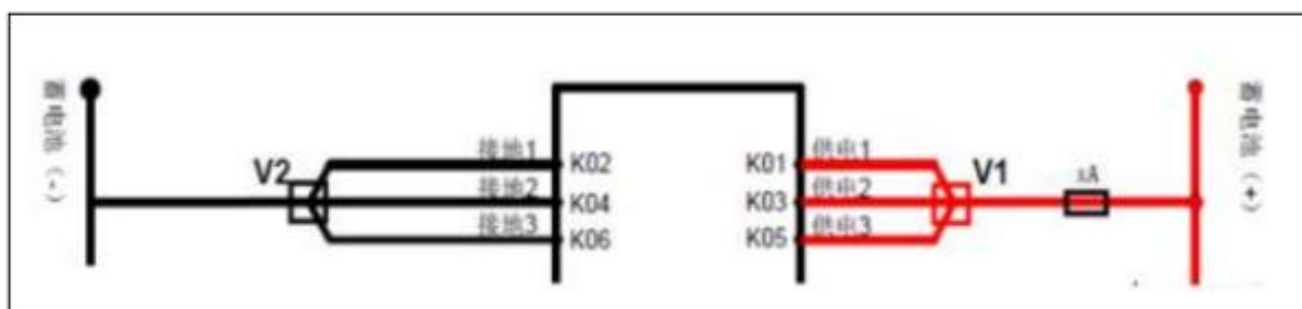 蓄电池（-）
V2
接地1
接地2
接地3
K02
K04
K06
K01
K03
K05
供电1
供电2
供电3
V1
xA
蓄电池（+）